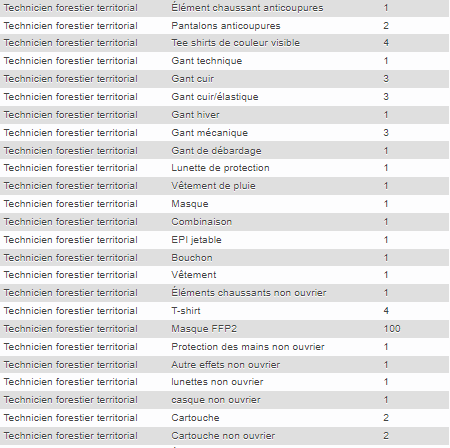 Technicien forestier territorial Élément chaussant anticoupures 1
Technicien forestier territorial Pantalons anticoupures 2
Technicien forestier territorial Tee shirts de couleur visible 4
Technicien forestier territorial Gant technique 1
Technicien forestier territorial Gant cuir 3
Technicien forestier territorial Gant cuir/élastique 3
Technicien forestier territorial Gant hiver 1
Technicien forestier territorial Gant mécanique 3
Technicien forestier territorial Gant de débardage 1
Technicien forestier territorial Lunette de protection 1
Technicien forestier territorial Vêtement de pluie 1
Technicien forestier territorial Masque 1
Technicien forestier territorial Combinaison 1
Technicien forestier territorial EPI jetable 1
Technicien forestier territorial Bouchon 1
Technicien forestier territorial Vêtement 1
Technicien forestier territorial Éléments chaussants non ouvrier 1
Technicien forestier territorial T-shirt 4
Technicien forestier territorial Masque FFP2 100
Technicien forestier territorial Protection des mains non ouvrier 1
Technicien forestier territorial Autre effets non ouvrier 1
Technicien forestier territorial lunettes non ouvrier 1
Technicien forestier territorial casque non ouvrier 1
Technicien forestier territorial Cartouche 2
Technicien forestier territorial Cartouche non ouvrier 2